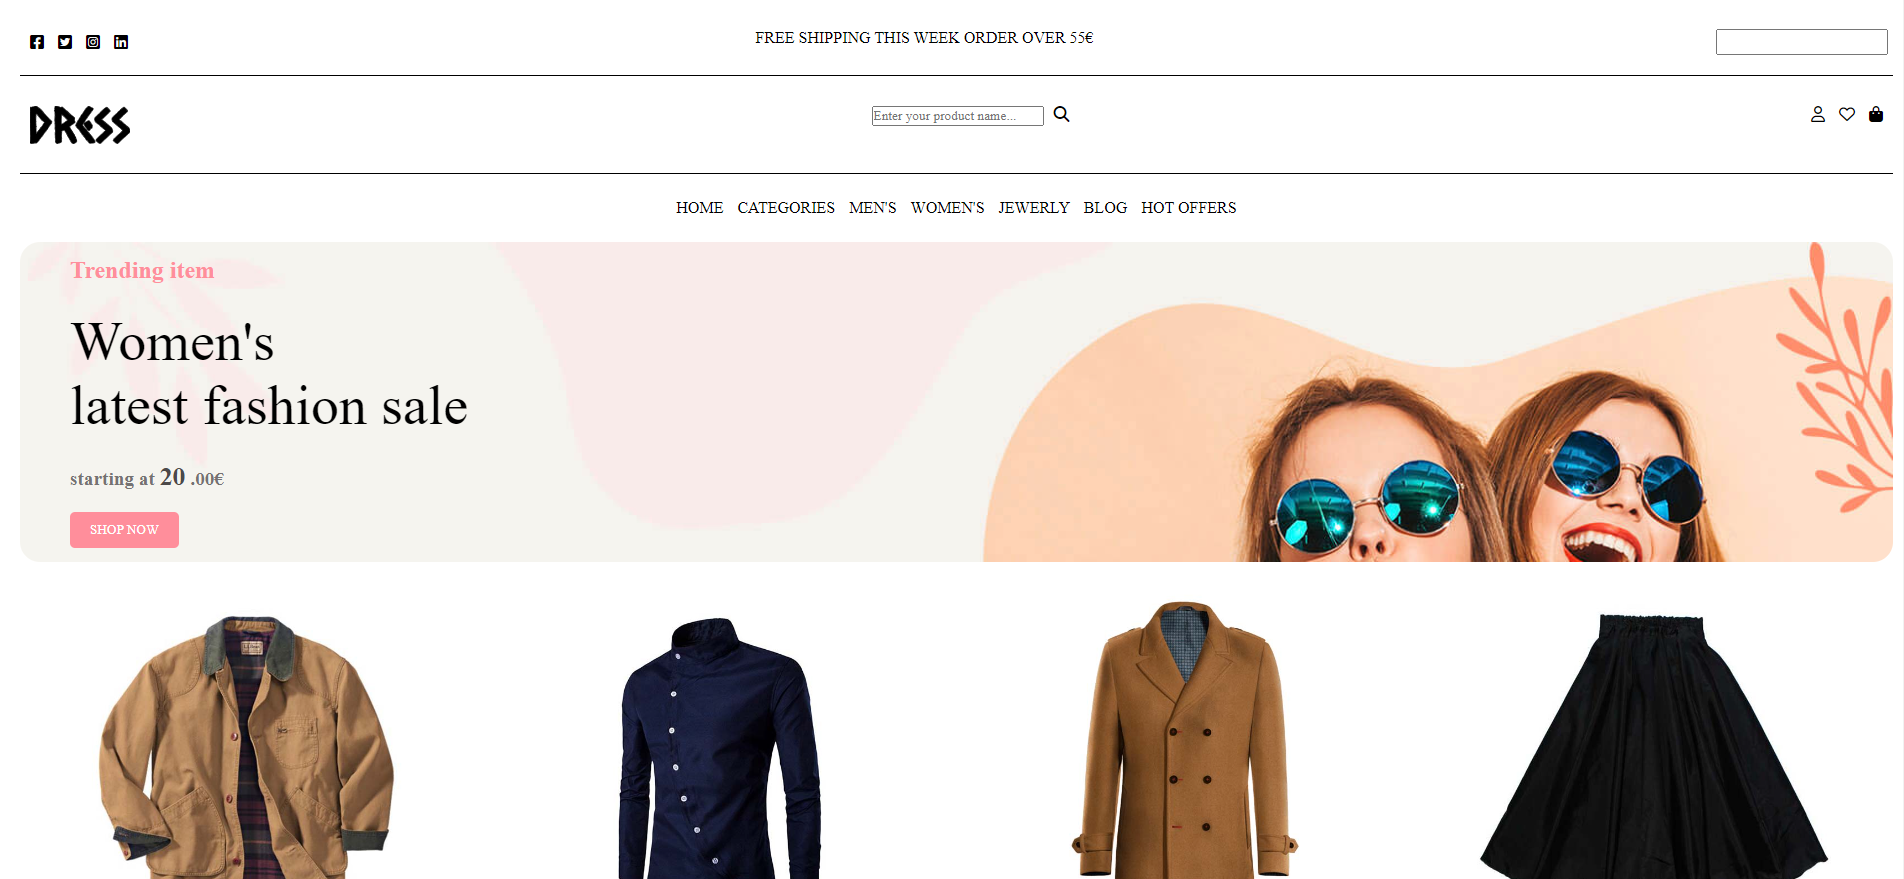 FREE SHIPPING THIS WEEK ORDER OVER 55€
DRESS
Enter your product name...
HOME CATEGORIES MEN'S WOMEN'S JEWERLY BLOG HOT OFFERS
Trending item
Women's
latest fashion sale
starting at 20 .00€
SHOP NOW